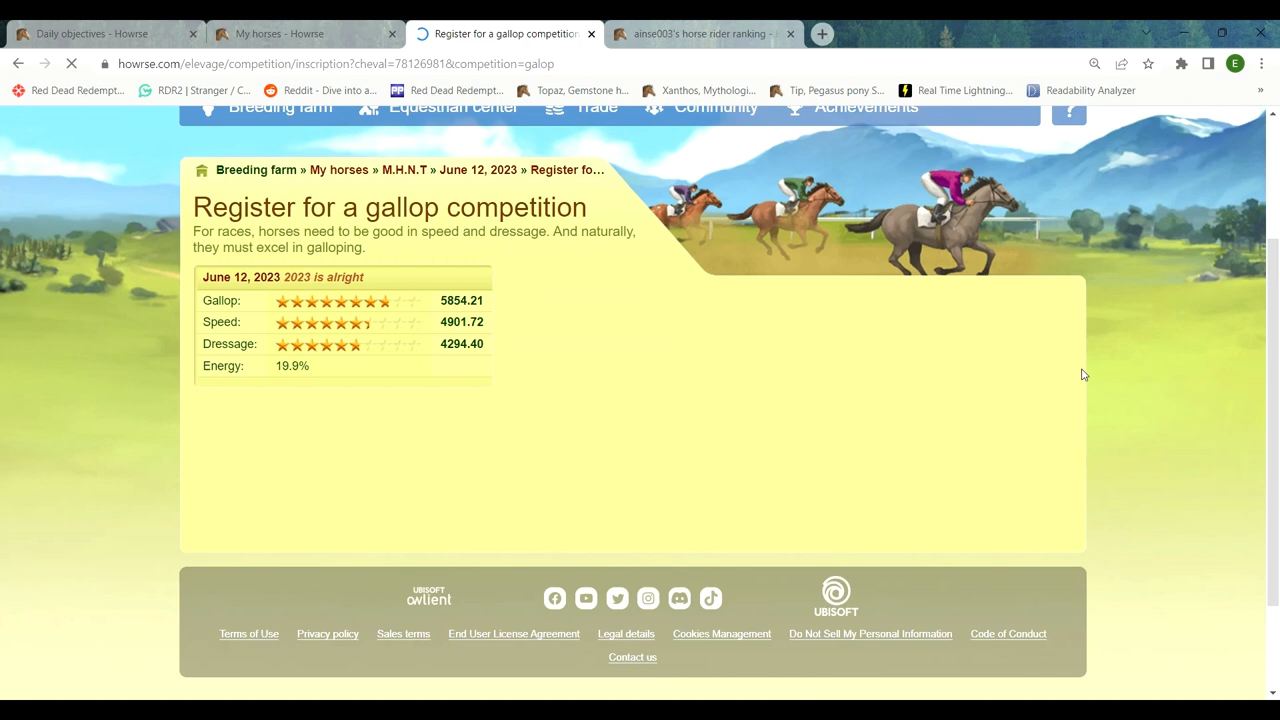 Daily objectives - Howrse
My horses - Howrse
Register for a gallop competition
ainse003's horse rider ranking -
howrse.com/elevage/competition/inscription?cheval=78126981&competition=galop
E
Red Dead Redempt...
RDR2 | Stranger / C...
Reddit - Dive into a...
Red Dead Redempt...
Topaz, Gemstone h...
Xanthos, Mythologi...
Tip, Pegasus pony S...
Real Time Lightning...
Readability Analyzer
»
Breeding farm
Equestrian center
Trade
Community
Achievements
?
Breeding farm » My horses » M.H.N.T » June 12, 2023 » Register fo...
Register for a gallop competition
For races, horses need to be good in speed and dressage. And naturally,
they must excel in galloping.
June 12, 2023 2023 is alright
Gallop: 5854.21
Speed: 4901.72
Dressage: 4294.40
Energy: 19.9%
UBISOFT
owlient
UBISOFT
Terms of Use
Privacy policy
Sales terms
End User License Agreement
Legal details
Cookies Management
Do Not Sell My Personal Information
Code of Conduct
Contact us